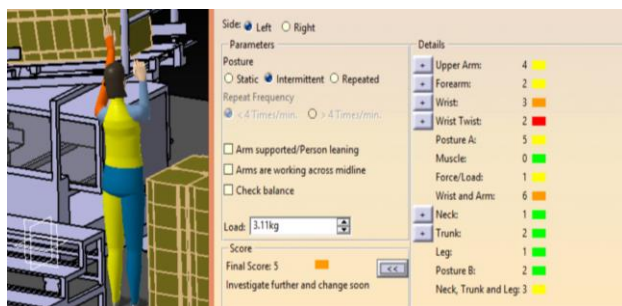 Side: Left Right
Parameters
Posture
Static Intermittent Repeated
Repeat Frequency
< 4 Times/min. > 4 Times/min.
Arm supported/Person leaning
Arms are working across midline
Check balance
Load: 3.11kg
Score
Final Score: 5
<<
Investigate further and change soon
Details
+ Upper Arm: 4
+ Forearm: 2
+ Wrist: 3
+ Wrist Twist: 2
Posture A: 5
Muscle: 0
Force/Load: 1
Wrist and Arm: 6
+ Neck: 1
+ Trunk: 2
Leg: 1
Posture B: 2
Neck, Trunk and Leg: 3